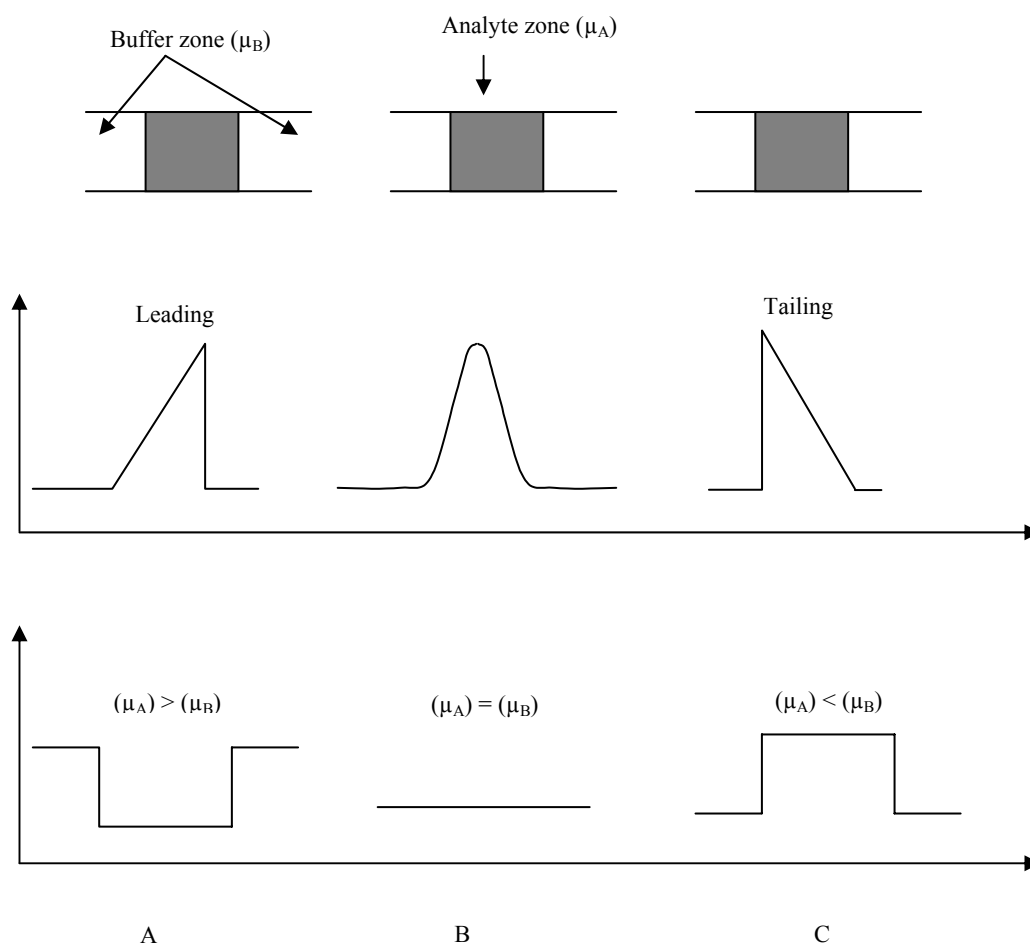 Analyte zone (μA)
Buffer zone (μB)
Leading
Tailing
(μA) > (μB)
(μA) = (μB)
(μA) < (μB)
A
B
C